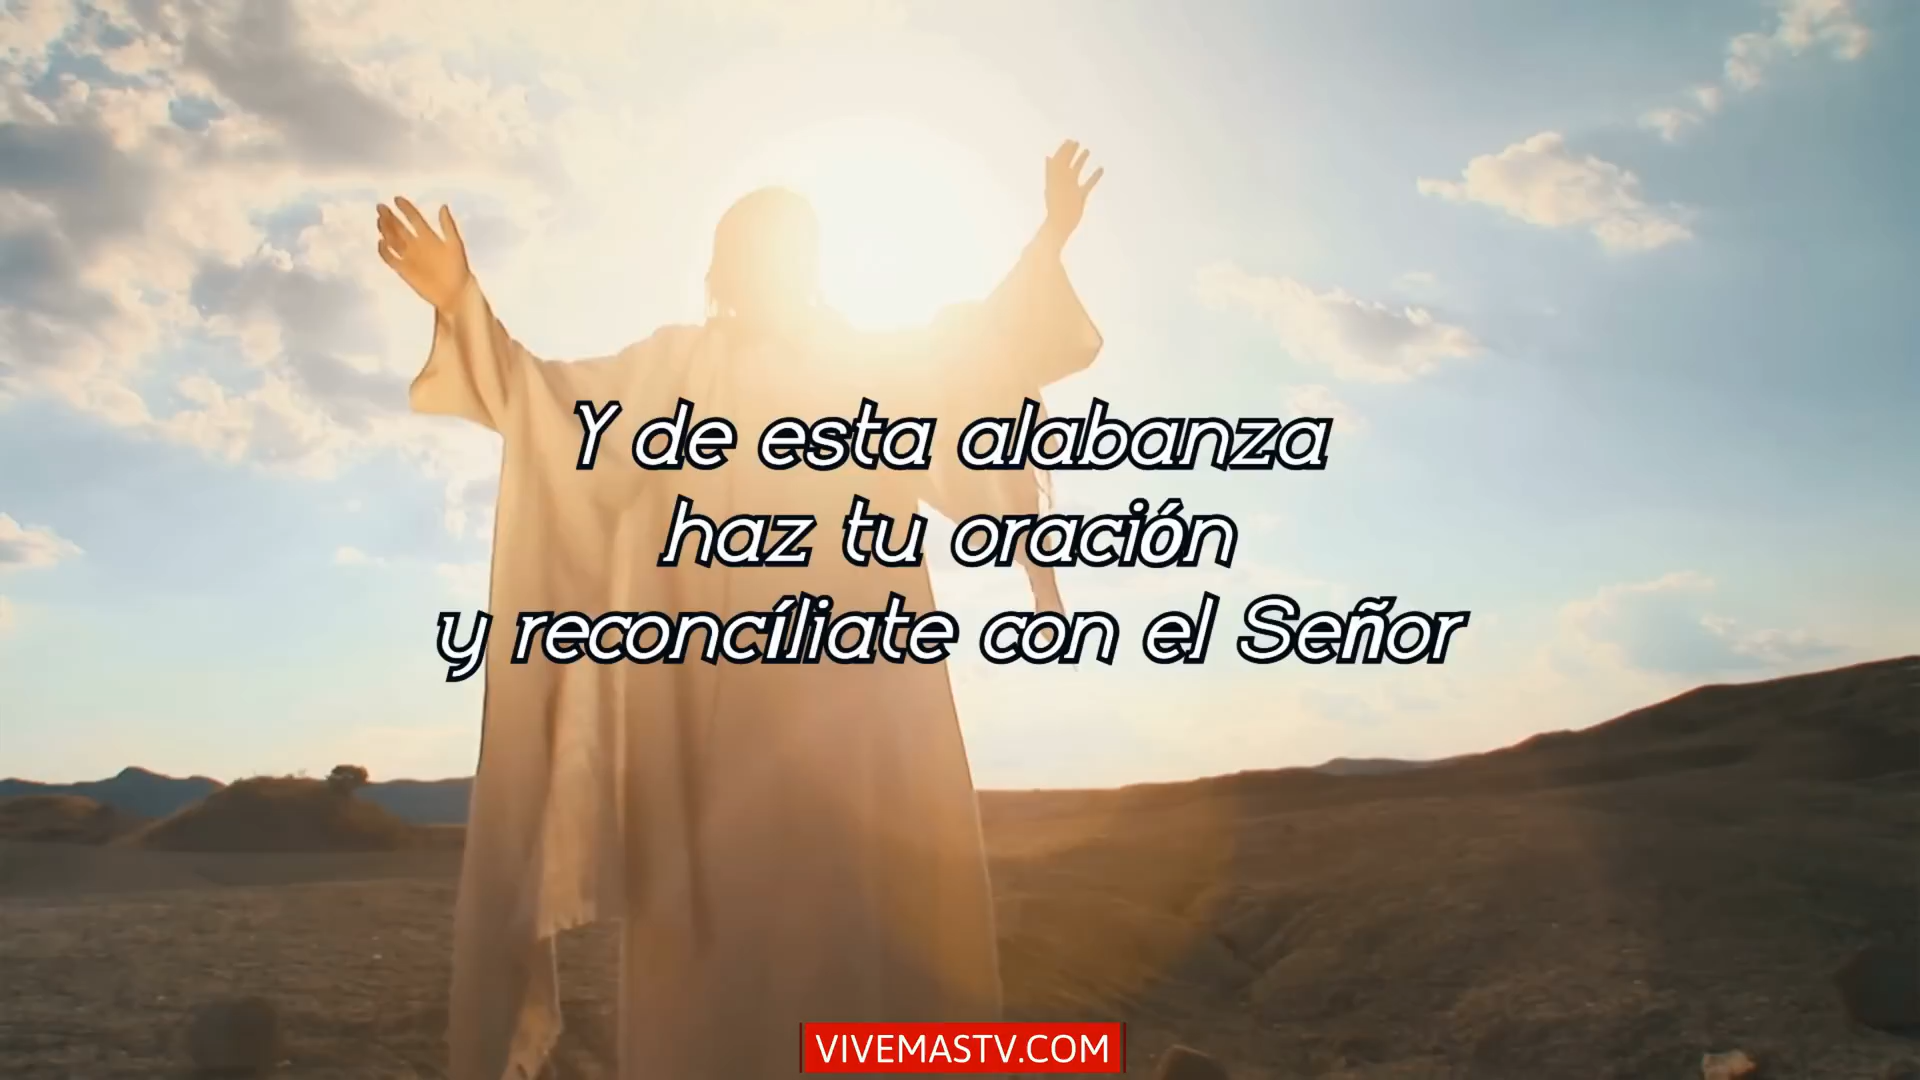 Y de esta alabanza
haz tu oración
y reconcíliate con el Señor
VIVEMASTV.COM